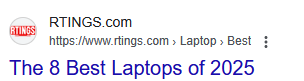 RTINGS
RTINGS.com
https://www.rtings.com › Laptop › Best
The 8 Best Laptops of 2025